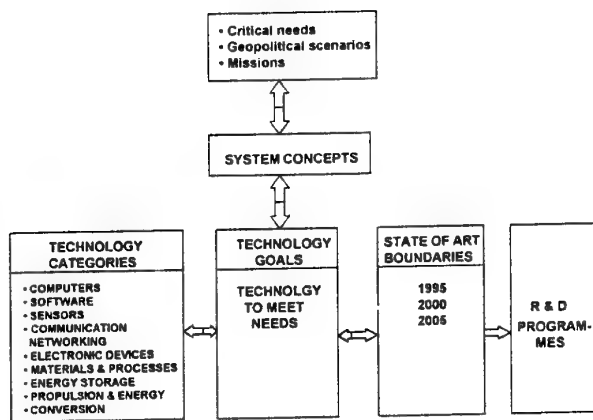 • Critical needs
• Geopolitical scenarios
• Missions
SYSTEM CONCEPTS
TECHNOLOGY
CATEGORIES
• COMPUTERS
• SOFTWARE
• SENSORS
• COMMUNICATION
NETWORKING
• ELECTRONIC DEVICES
• MATERIALS & PROCESSES
• ENERGY STORAGE
• PROPULSION & ENERGY
• CONVERSION
TECHNOLOGY
GOALS
TECHNOLGY
TO MEET
NEEDS
STATE OF ART
BOUNDARIES
1995
2000
2005
R & D
PROGRAM-
MES